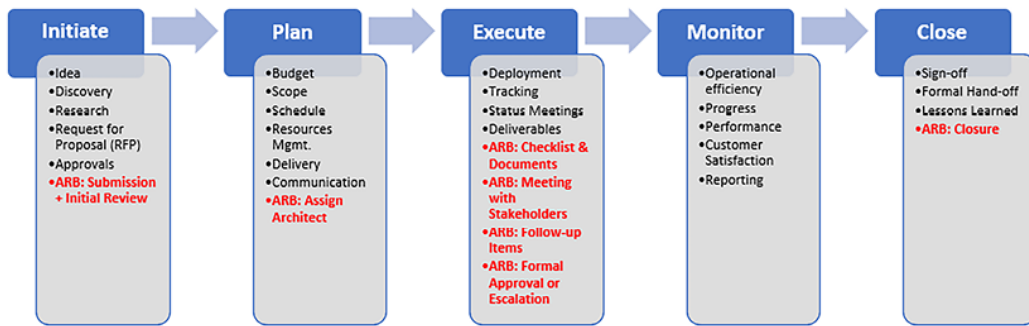 Initiate
•Idea
•Discovery
•Research
•Request for
Proposal (RFP)
•Approvals
•ARB: Submission
+ Initial Review
Plan
•Budget
•Scope
•Schedule
•Resources
Mgmt.
•Delivery
•Communication
•ARB: Assign
Architect
Execute
•Deployment
•Tracking
•Status Meetings
•Deliverables
•ARB: Checklist &
Documents
•ARB: Meeting
with
Stakeholders
•ARB: Follow-up
Items
•ARB: Formal
Approval or
Escalation
Monitor
•Operational
efficiency
•Progress
•Performance
•Customer
Satisfaction
•Reporting
Close
•Sign-off
•Formal Hand-off
•Lessons Learned
•ARB: Closure